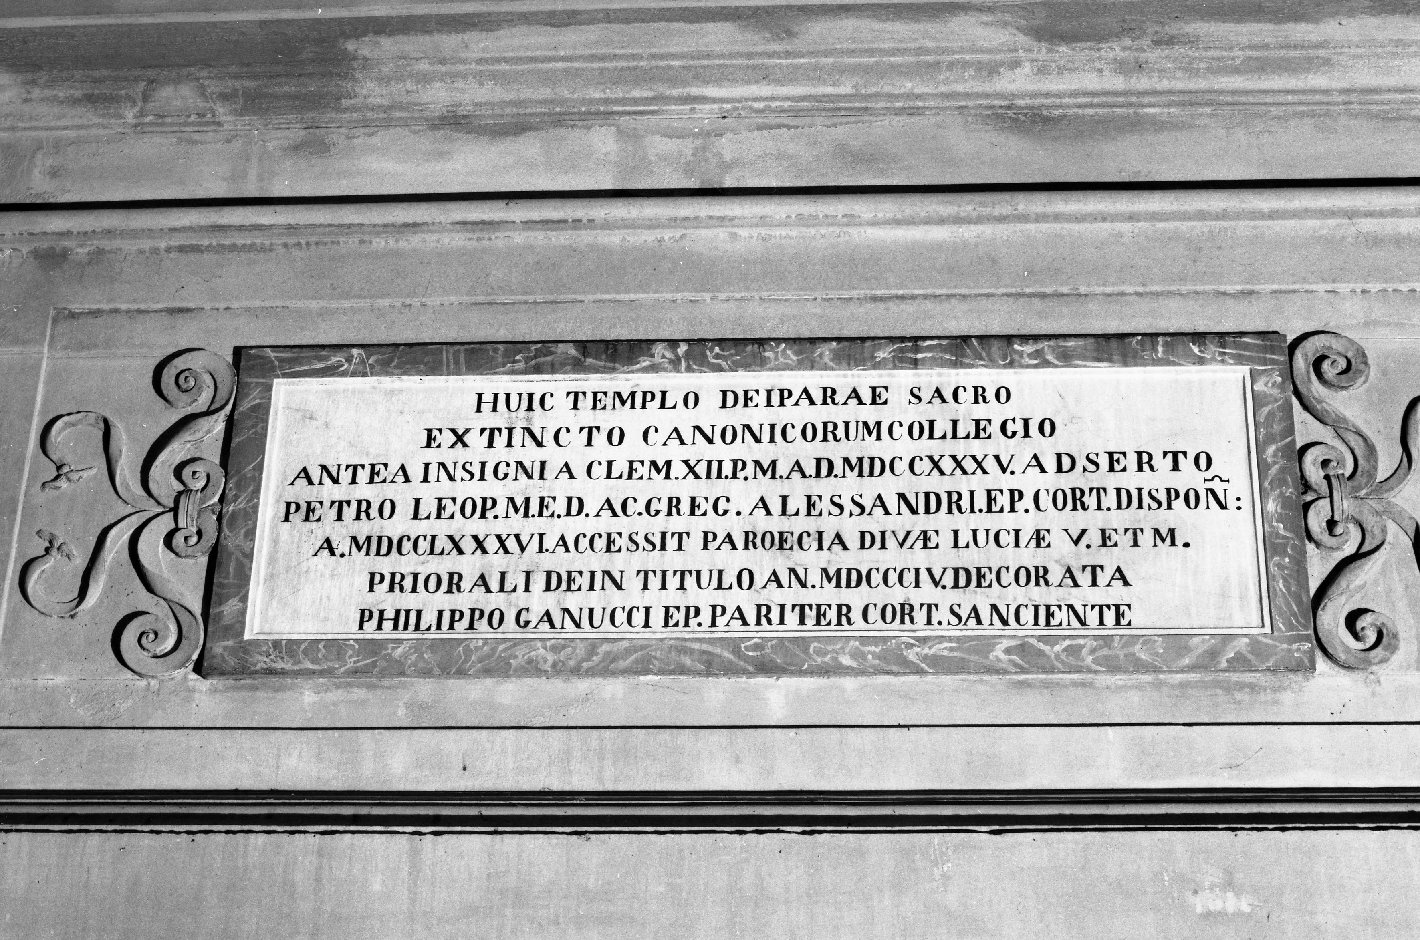 HUIC TEMPLO DEIPARAE SACRO
EXTINCTO CANONICORUM COLLEGIO
ANTEA INSIGNI A CLEM.XII.P.M.A.D.MDCCXXXV.ADSERTO
PETRO LEOP.M.E.D.AC.GREG.ALESSANDRI.EP.CORT.DISPON̄:
A.MDCCLXXXVI.ACCESSIT PAROECIA DIVÆ LUCIÆ V.ET M.
PRIORALI DEIN TITULO AN.MDCCCIV.DECORATA
PHILIPPO GANUCCI EP.PARITER CORT.SANCIENTE